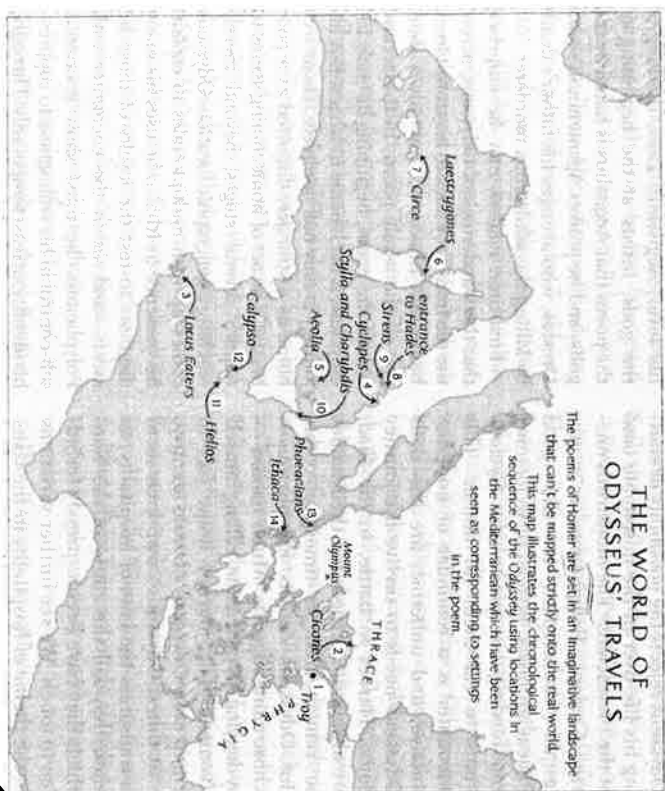 THE WORLD OF
ODYSSEUS' TRAVELS
The poems of Homer are set in an imaginative landscape
that can't be mapped strictly onto the real world.
This map illustrates the chronological
sequence of the Odyssey using locations in
the Mediterranean which have been
seen as corresponding to settings
in the poem.
THRACE
2
Cicones
1
Troy
PHRYGIA
Mount
Olympus
Phoeacians 13
Ithaca 14
Laestrygones
6
7 Circe
entrance
to Hades
8
Sirens
9
Cyclopes
4
Scylla and Charybdis
10
Aeolia
5
Calypso
12
11
Helios
3
Locus Eaters